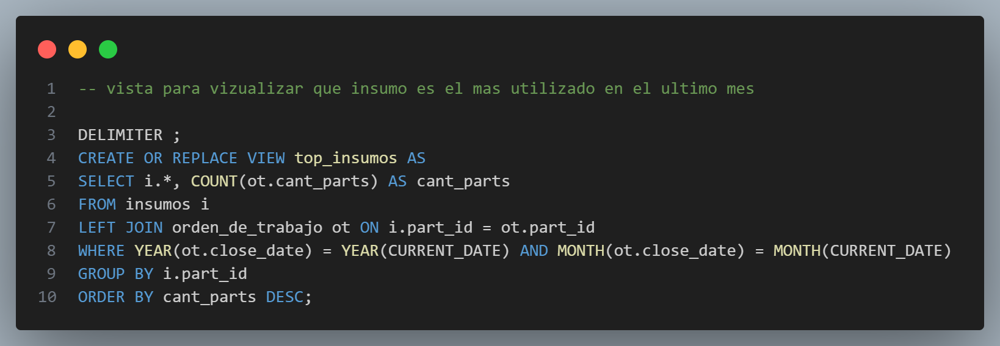 1 -- vista para vizualizar que insumo es el mas utilizado en el ultimo mes
2
3 DELIMITER ;
4 CREATE OR REPLACE VIEW top_insumos AS
5 SELECT i.*, COUNT(ot.cant_parts) AS cant_parts
6 FROM insumos i
7 LEFT JOIN orden_de_trabajo ot ON i.part_id = ot.part_id
8 WHERE YEAR(ot.close_date) = YEAR(CURRENT_DATE) AND MONTH(ot.close_date) = MONTH(CURRENT_DATE)
9 GROUP BY i.part_id
10 ORDER BY cant_parts DESC;